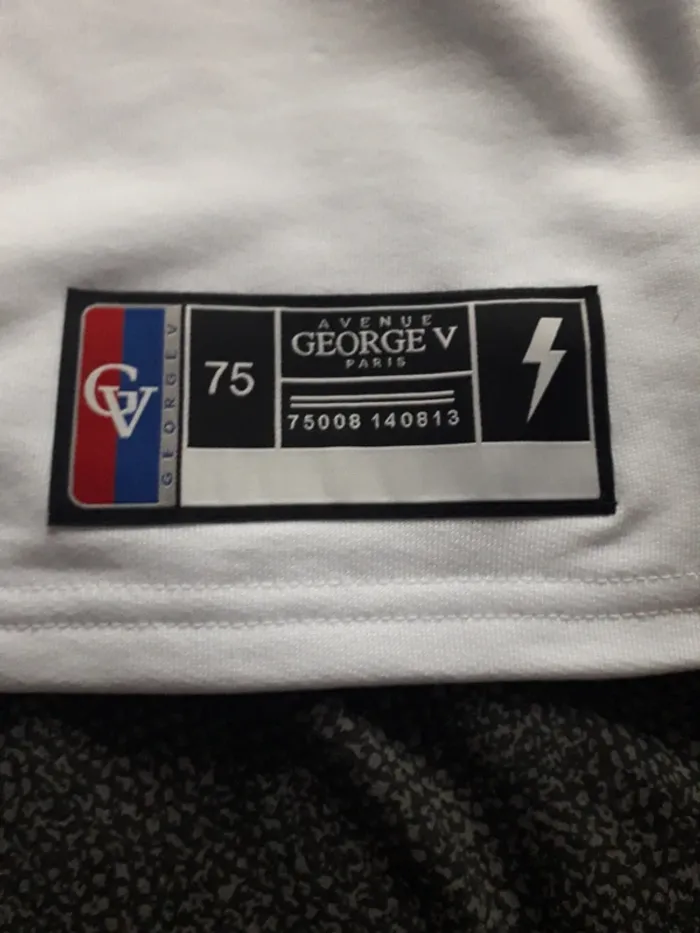 GV
GEORGE V
75
AVENUE
GEORGE V
PARIS
75008 140813